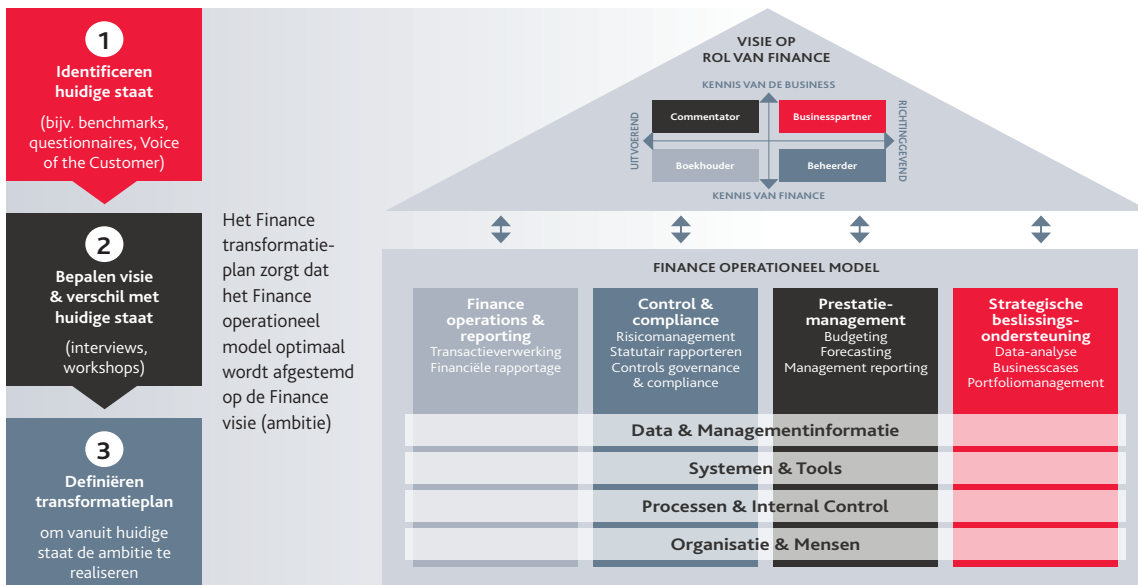 1
Identificeren
huidige staat
(bijv. benchmarks,
questionnaires, Voice
of the Customer)
2
Bepalen visie
& verschil met
huidige staat
(interviews,
workshops)
3
Definiëren
transformatieplan
om vanuit huidige
staat de ambitie te
realiseren
Het Finance
transformatie-
plan zorgt dat
het Finance
operationeel
model optimaal
wordt afgestemd
op de Finance
visie (ambitie)
VISIE OP
ROL VAN FINANCE
KENNIS VAN DE BUSINESS
UITVOEREND
Commentator
Businesspartner
Boekhouder
Beheerder
RICHTINGGEVEND
KENNIS VAN FINANCE
FINANCE OPERATIONEEL MODEL
Finance
operations &
reporting
Transactieverwerking
Financiële rapportage
Control &
compliance
Risicomanagement
Statutair rapporteren
Controls governance
& compliance
Prestatie-
management
Budgeting
Forecasting
Management reporting
Strategische
beslissings-
ondersteuning
Data-analyse
Businesscases
Portfoliomanagement
Data & Managementinformatie
Systemen & Tools
Processen & Internal Control
Organisatie & Mensen